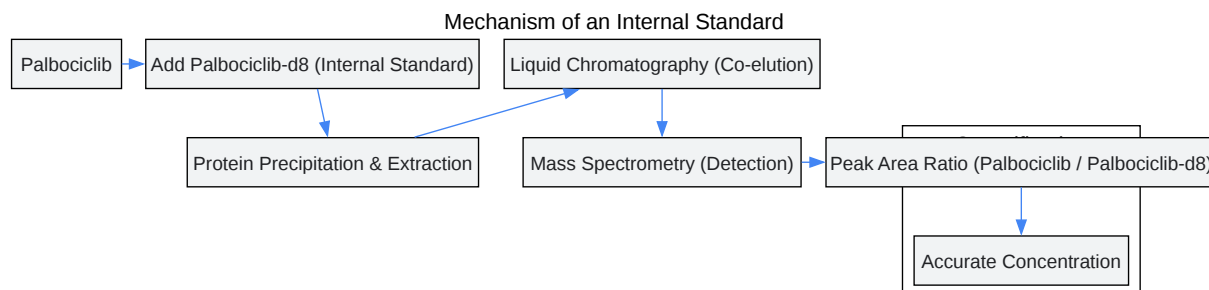 Mechanism of an Internal Standard
Palbociclib
Add Palbociclib-d8 (Internal Standard)
Liquid Chromatography (Co-elution)
Protein Precipitation & Extraction
Mass Spectrometry (Detection)
Peak Area Ratio (Palbociclib / Palbociclib-d8)
Accurate Concentration